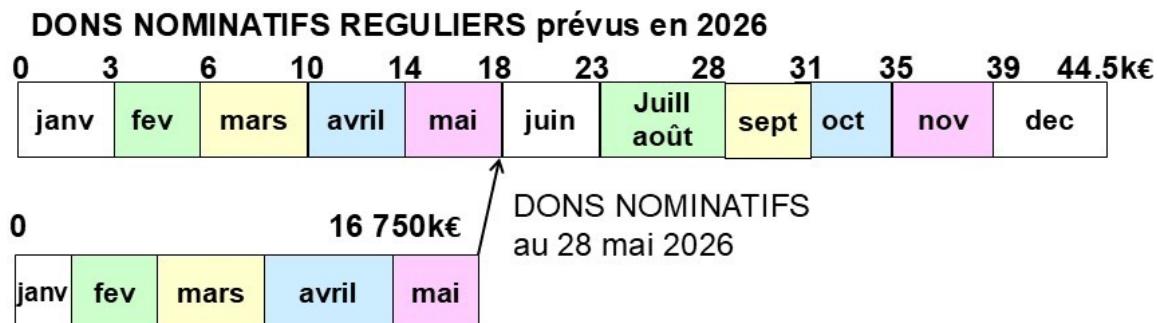 DONS NOMINATIFS REGULIERS prévus en 2026
0 3 6 10 14 18 23 28 31 35 39 44.5k€
janv fev mars avril mai juin Juill août sept oct nov dec
0 16 750k€
DONS NOMINATIFS
au 28 mai 2026
janv fev mars avril mai